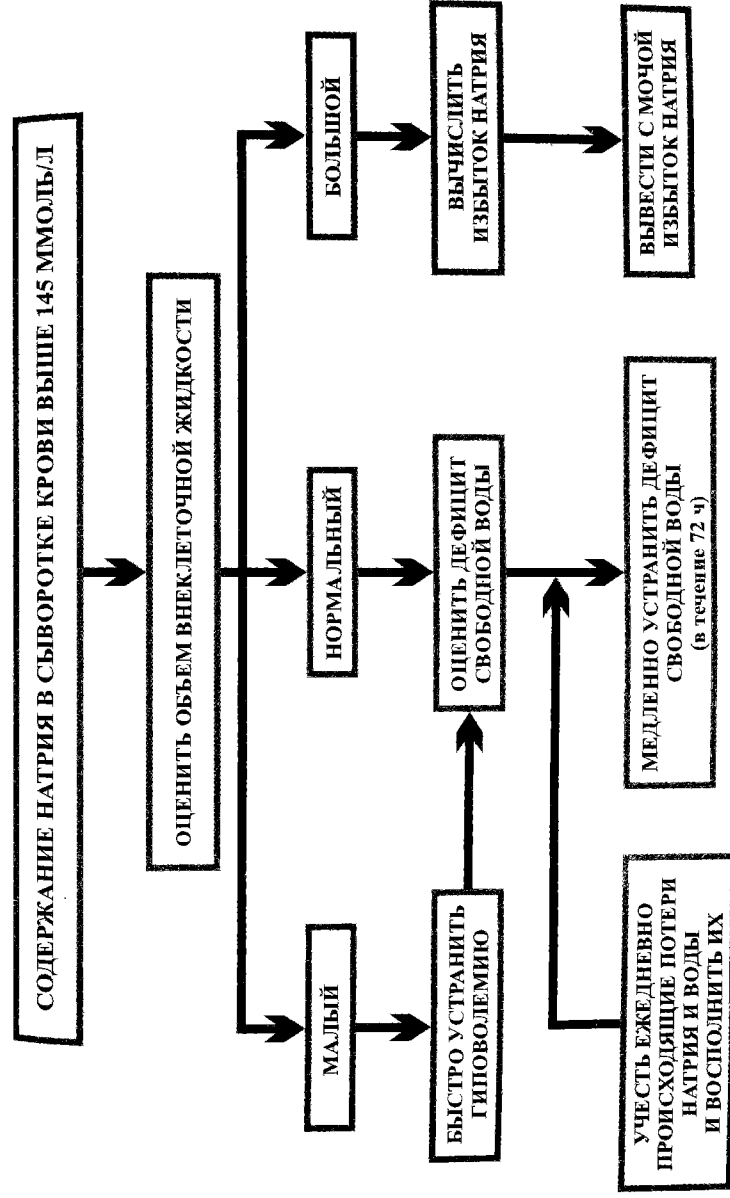 СОДЕРЖАНИЕ НАТРИЯ В СЫВОРОТКЕ КРОВИ ВЫШЕ 145 ММОЛЬ/Л
ОЦЕНИТЬ ОБЪЕМ ВНЕКЛЕТОЧНОЙ ЖИДКОСТИ
МАЛЫЙ
НОРМАЛЬНЫЙ
БОЛЬШОЙ
БЫСТРО УСТРАНИТЬ
ГИПОВОЛЕМИЮ
ОЦЕНИТЬ ДЕФИЦИТ
СВОБОДНОЙ ВОДЫ
ВЫЧИСЛИТЬ
ИЗБЫТОК НАТРИЯ
УЧЕСТЬ ЕЖЕДНЕВНО
ПРОИСХОДЯЩИЕ ПОТЕРИ
НАТРИЯ И ВОДЫ
И ВОСПОЛНИТЬ ИХ
МЕДЛЕННО УСТРАНИТЬ ДЕФИЦИТ
СВОБОДНОЙ ВОДЫ
(в течение 72 ч)
ВЫВЕСТИ С МОЧОЙ
ИЗБЫТОК НАТРИЯ